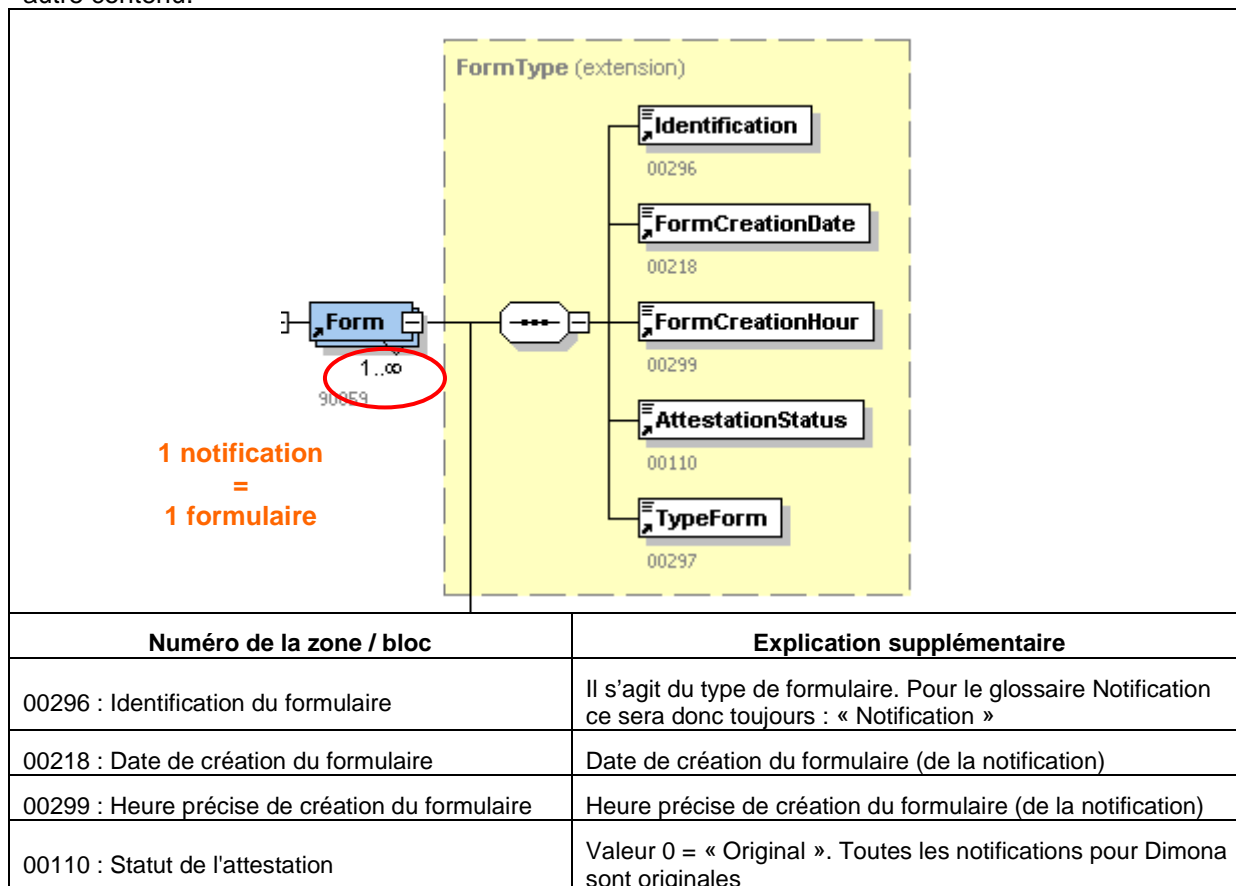 autre contenu.
FormType (extension)
Identification
00296
FormCreationDate
00218
Form
FormCreationHour
1..∞
00299
90059
AttestationStatus
00110
1 notification
=
1 formulaire
TypeForm
00297
Numéro de la zone / bloc
Explication supplémentaire
00296 : Identification du formulaire
Il s’agit du type de formulaire. Pour le glossaire Notification
ce sera donc toujours : « Notification »
00218 : Date de création du formulaire
Date de création du formulaire (de la notification)
00299 : Heure précise de création du formulaire
Heure précise de création du formulaire (de la notification)
00110 : Statut de l'attestation
Valeur 0 = « Original ». Toutes les notifications pour Dimona
sont originales